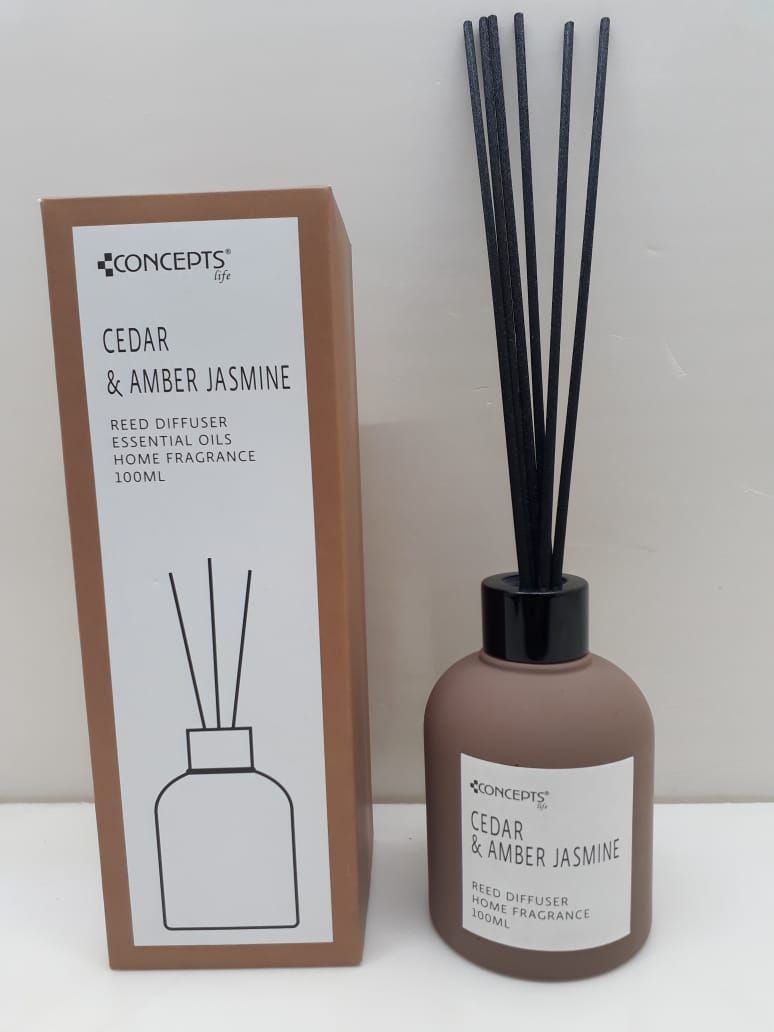 CONCEPTS®
life
CEDAR
& AMBER JASMINE
REED DIFFUSER
ESSENTIAL OILS
HOME FRAGRANCE
100ML
CONCEPTS®
life
CEDAR
& AMBER JASMINE
REED DIFFUSER
HOME FRAGRANCE
100ML